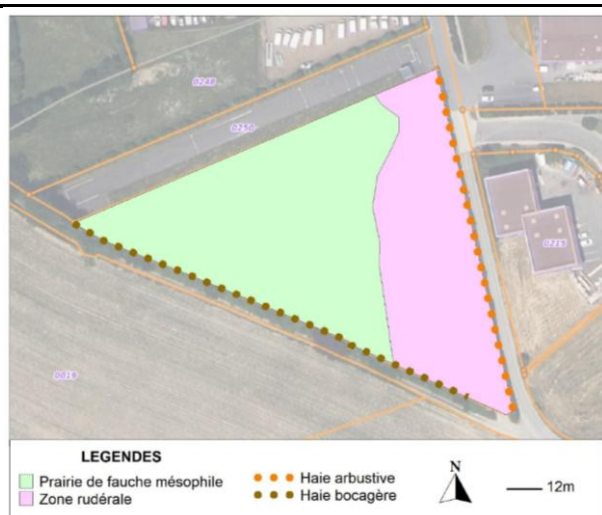 0248
0250
0219
0019
LEGENDES
Prairie de fauche mésophile
Zone rudérale
Haie arbustive
Haie bocagère
N
12m